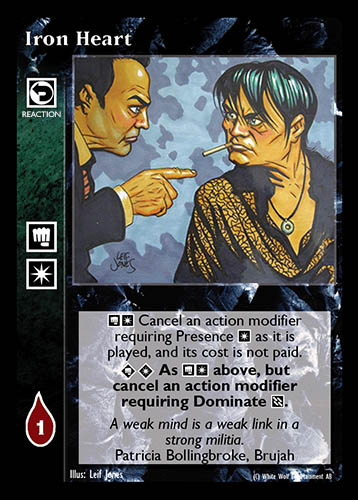 Iron Heart
REACTION
LEIF
JONES
Cancel an action modifier
requiring Presence as it is
played, and its cost is not paid.
As above, but
cancel an action modifier
requiring Dominate .
A weak mind is a weak link in a
strong militia.
Patricia Bollingbroke, Brujah
1
Illus: Leif Jones
(C) White Wolf Entertainment AB